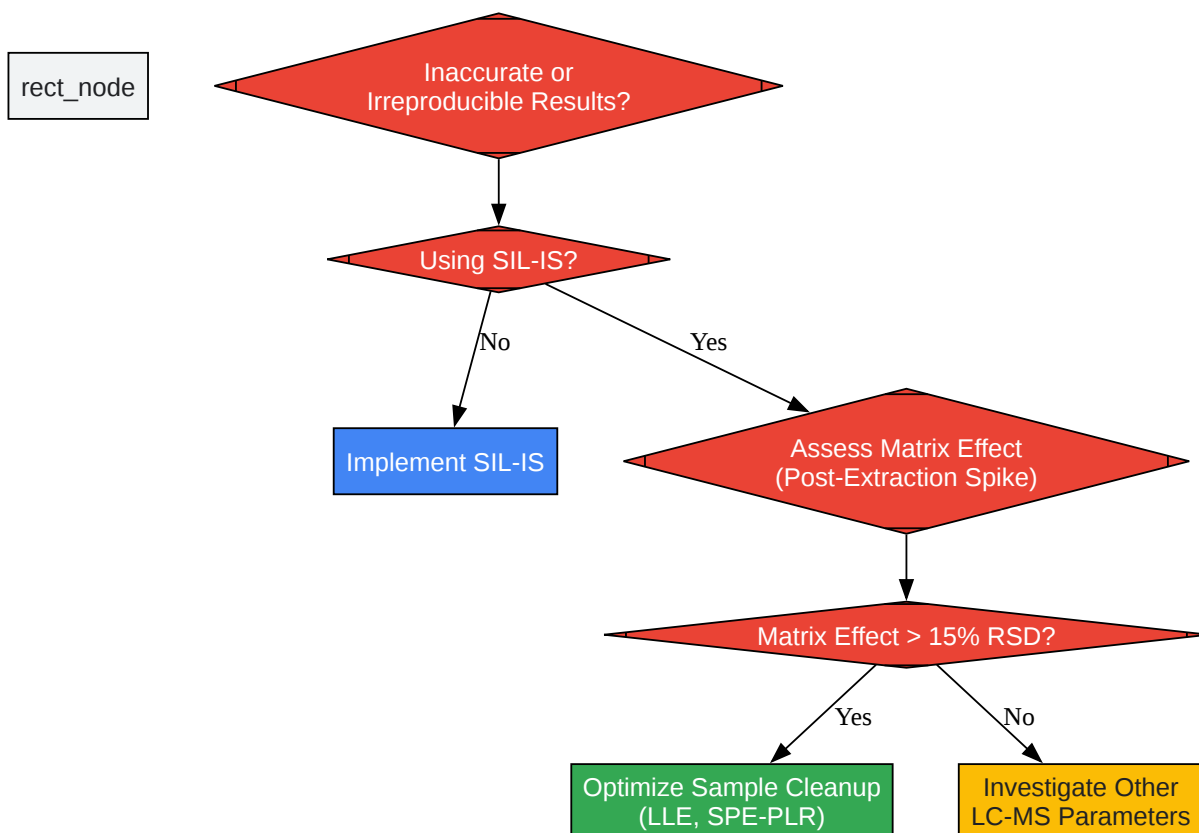 rect_node
Inaccurate or
Irreproducible Results?
Using SIL-IS?
No
Yes
Implement SIL-IS
Assess Matrix Effect
(Post-Extraction Spike)
Matrix Effect > 15% RSD?
Yes
No
Optimize Sample Cleanup
(LLE, SPE-PLR)
Investigate Other
LC-MS Parameters